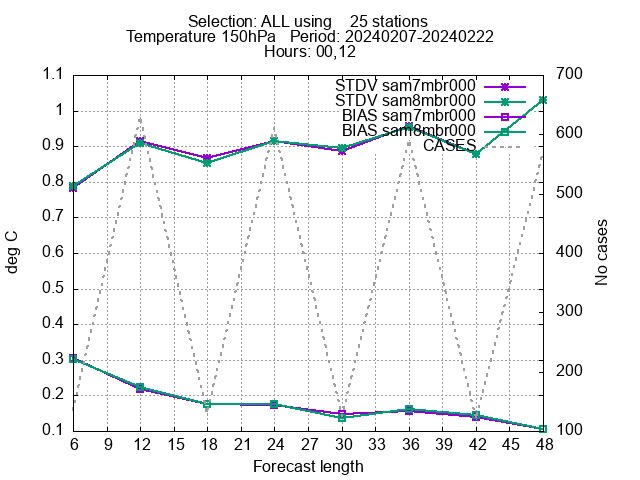 Selection: ALL using    25 stations
Temperature 150hPa   Period: 20240207-20240222
Hours: 00,12
STDV sam7mbr000
STDV sam8mbr000
BIAS sam7mbr000
BIAS sam8mbr000
CASES
1.1
1
0.9
0.8
0.7
0.6
0.5
0.4
0.3
0.2
0.1
deg C
700
600
500
400
300
200
100
No cases
6 9 12 15 18 21 24 27 30 33 36 39 42 45 48
Forecast length